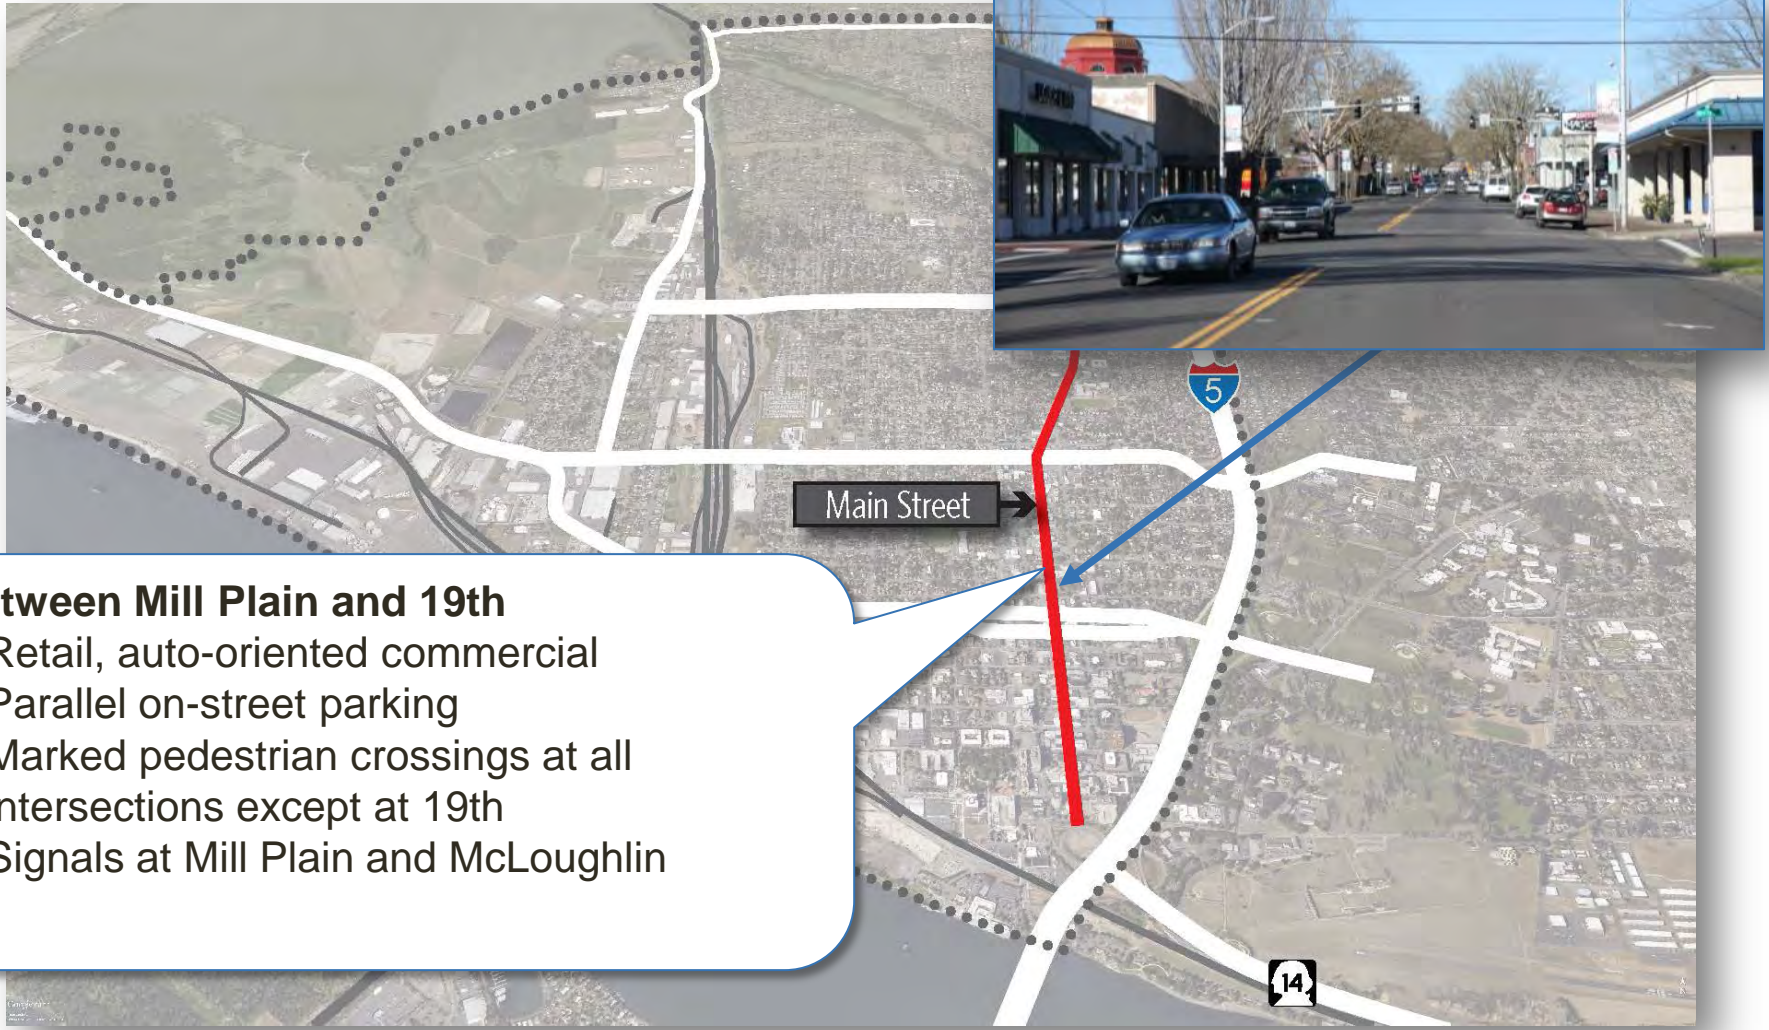 5
Main Street
tween Mill Plain and 19th
Retail, auto-oriented commercial
Parallel on-street parking
Marked pedestrian crossings at all
ntersections except at 19th
Signals at Mill Plain and McLoughlin
14